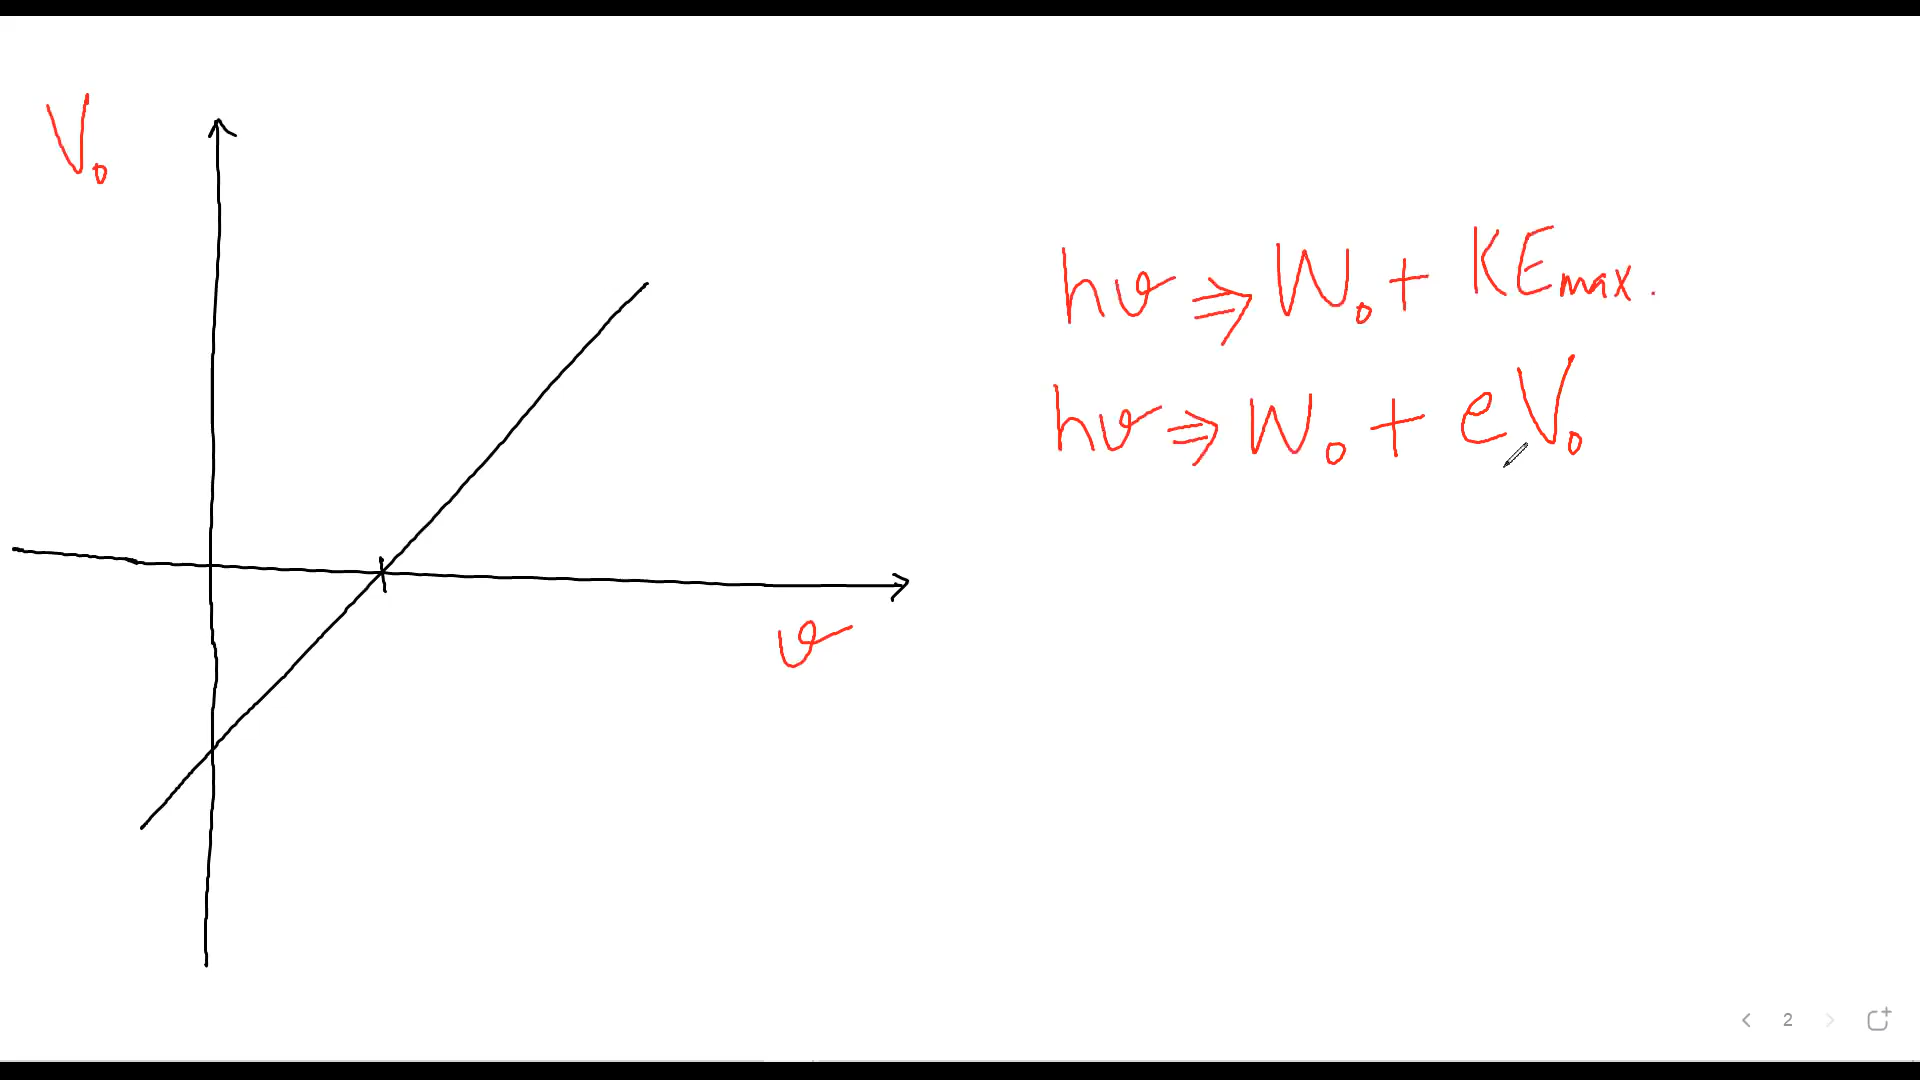 V₀
hν ⇒ W₀ + KEmax.
hν ⇒ W₀ + eV₀
ν
2